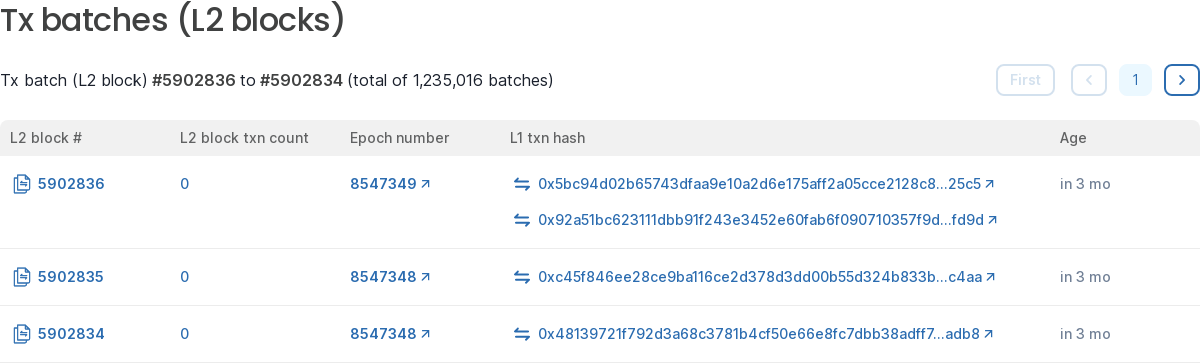 Tx batches (L2 blocks)
Tx batch (L2 block) #5902836 to #5902834 (total of 1,235,016 batches)
First
1
L2 block # L2 block txn count Epoch number L1 txn hash Age
5902836 0 8547349 0x5bc94d02b65743dfaa9e10a2d6e175aff2a05cce2128c8...25c5 in 3 mo
0x92a51bc623111dbb91f243e3452e60fab6f090710357f9d...fd9d
5902835 0 8547348 0xc45f846ee28ce9ba116ce2d378d3dd00b55d324b833b...c4aa in 3 mo
5902834 0 8547348 0x48139721f792d3a68c3781b4cf50e66e8fc7dbb38adff7...adb8 in 3 mo